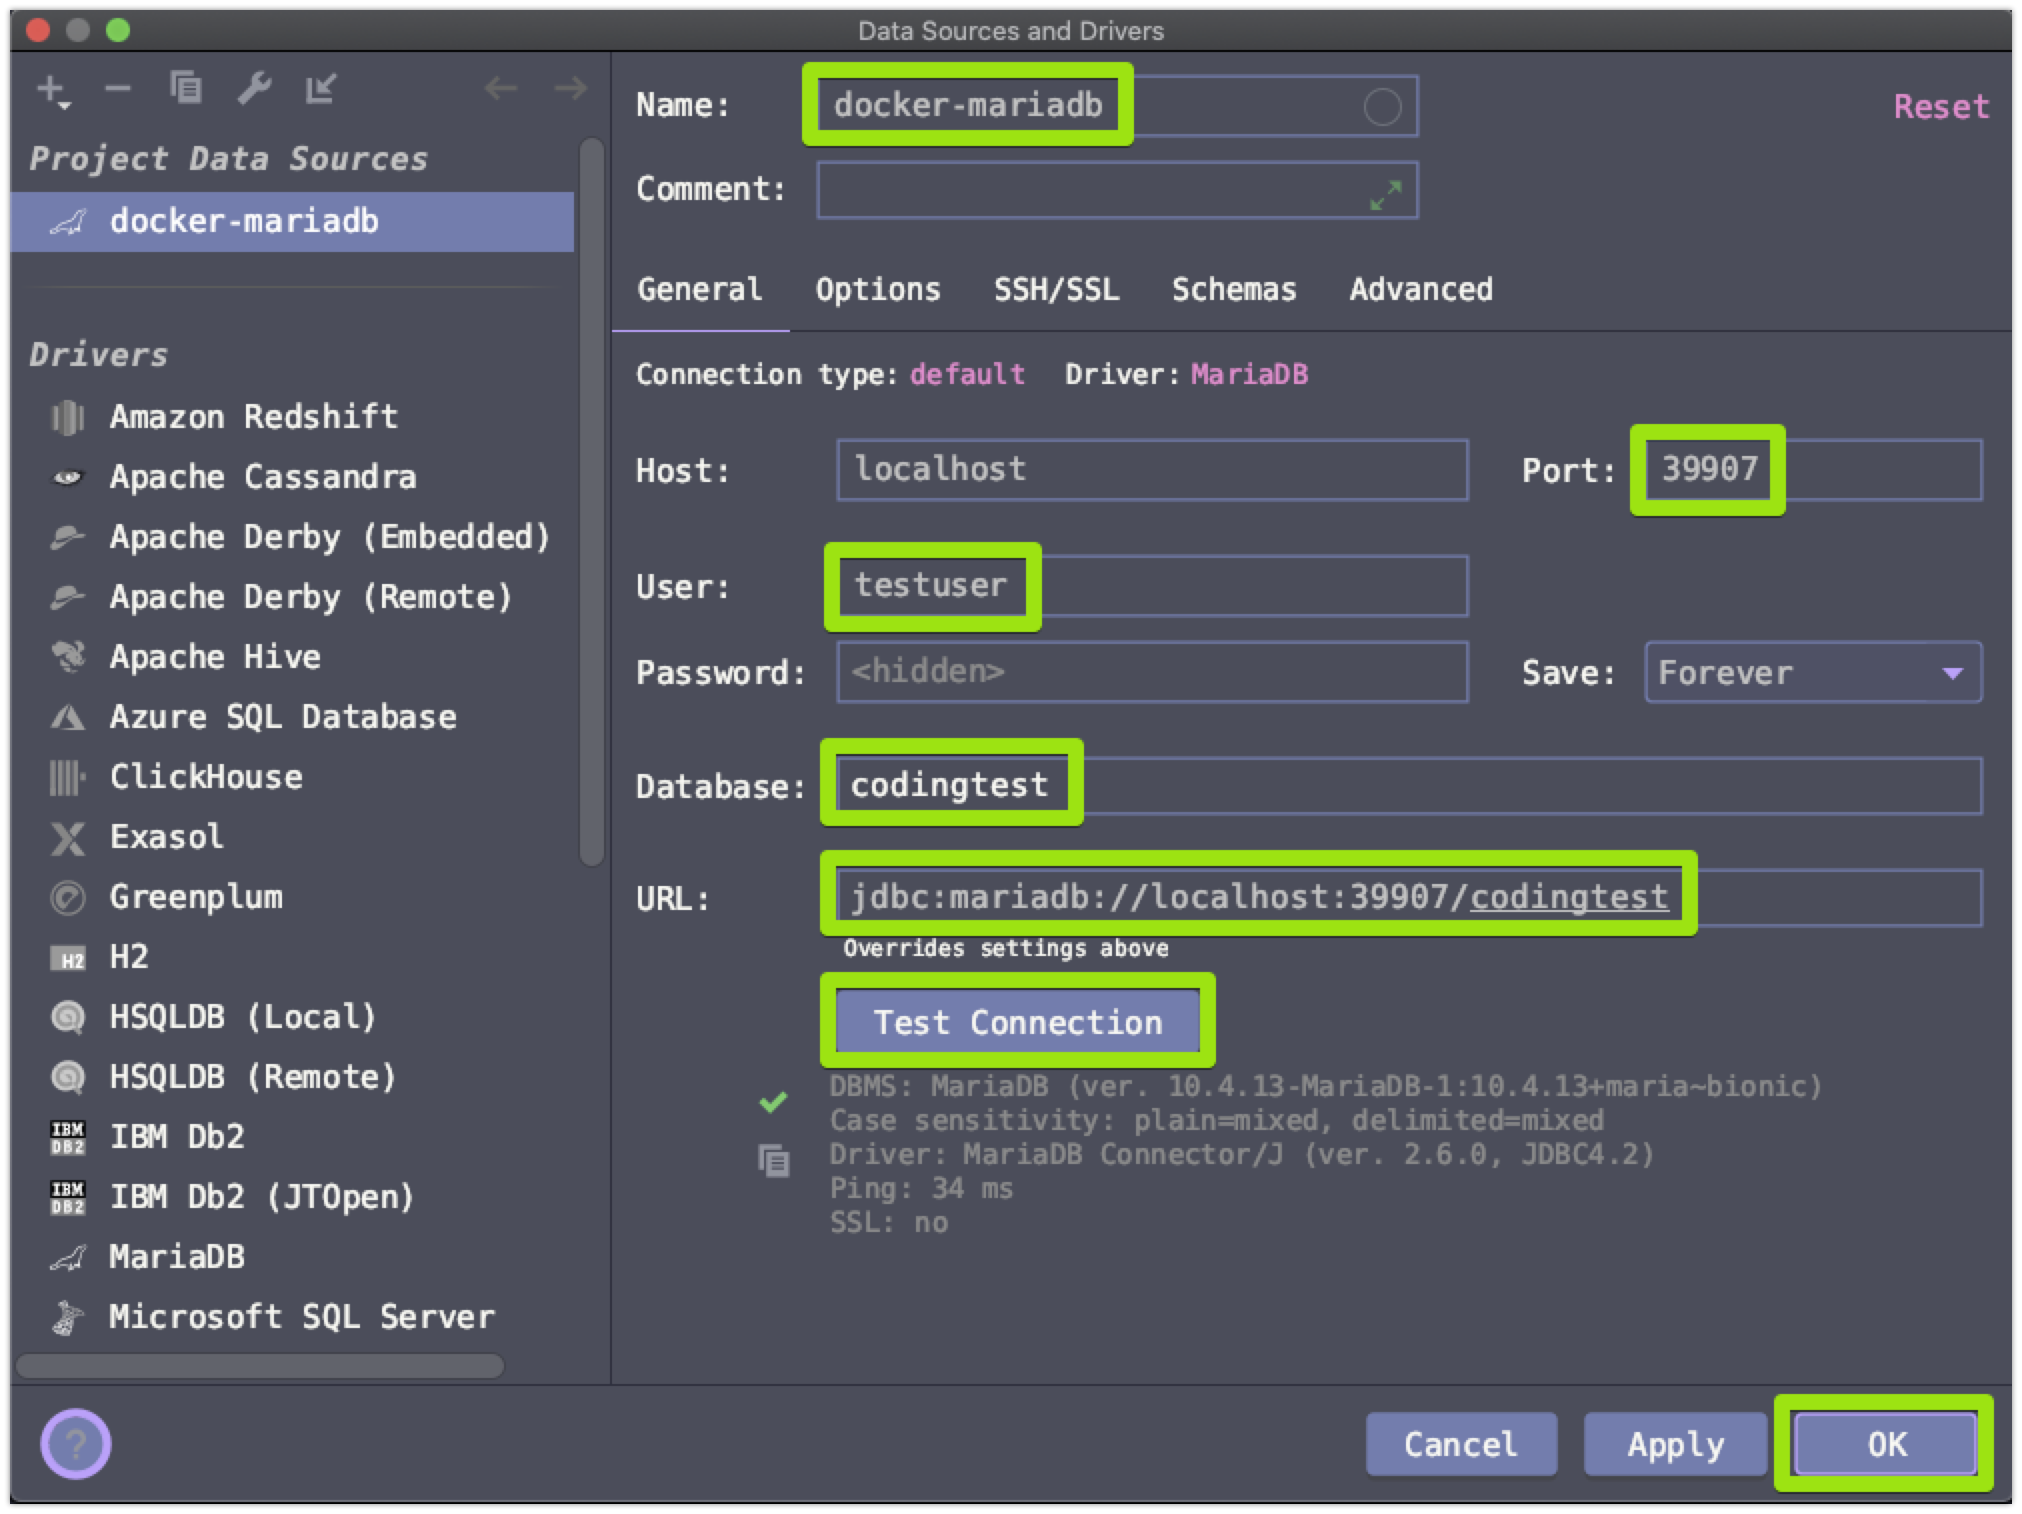 Data Sources and Drivers
Project Data Sources
docker-mariadb
Drivers
Amazon Redshift
Apache Cassandra
Apache Derby (Embedded)
Apache Derby (Remote)
Apache Hive
Azure SQL Database
ClickHouse
Exasol
Greenplum
H2 H2
HSQLDB (Local)
HSQLDB (Remote)
IBM DB2 IBM Db2
IBM DB2 IBM Db2 (JTOpen)
MariaDB
Microsoft SQL Server
Name: docker-mariadb
Reset
Comment:
General Options SSH/SSL Schemas Advanced
Connection type: default Driver: MariaDB
Host: localhost Port: 39907
User: testuser
Password: <hidden> Save: Forever
Database: codingtest
URL: jdbc:mariadb://localhost:39907/codingtest
Overrides settings above
Test Connection
DBMS: MariaDB (ver. 10.4.13-MariaDB-1:10.4.13+maria~bionic)
Case sensitivity: plain=mixed, delimited=mixed
Driver: MariaDB Connector/J (ver. 2.6.0, JDBC4.2)
Ping: 34 ms
SSL: no
? Cancel Apply OK